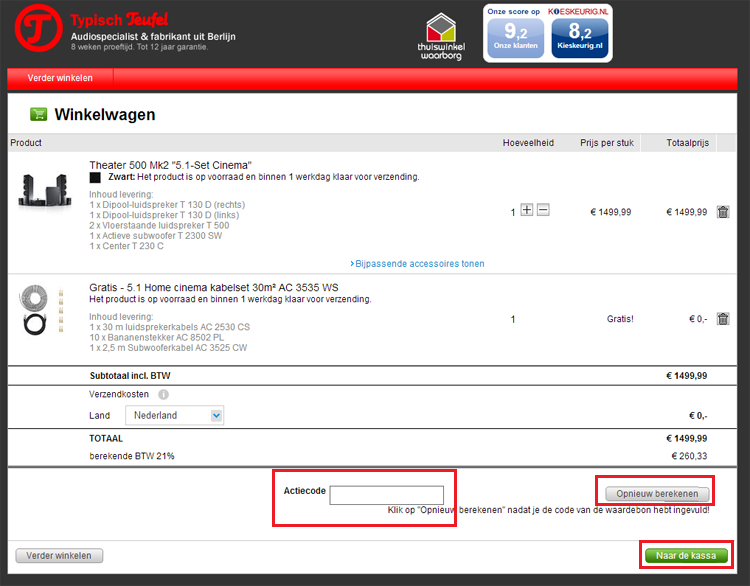 Typisch Teufel
Audiospecialist & fabrikant uit Berlijn
8 weken proeftijd. Tot 12 jaar garantie.
thuiswinkel
waarborg
Onze score op KIESKEURIG.NL
9,2 8,2
Onze klanten Kieskeurig.nl
Verder winkelen
Winkelwagen
Product Hoeveelheid Prijs per stuk Totaalprijs
Theater 500 Mk2 "5.1-Set Cinema"
Zwart: Het product is op voorraad en binnen 1 werkdag klaar voor verzending.
Inhoud levering:
1 x Dipool-luidspreker T 130 D (rechts)
1 x Dipool-luidspreker T 130 D (links)
2 x Vloerstaande luidspreker T 500
1 x Actieve subwoofer T 2300 SW
1 x Center T 230 C
1 € 1499,99 € 1499,99
Bijpassende accessoires tonen
Gratis - 5.1 Home cinema kabelset 30m² AC 3535 WS
Het product is op voorraad en binnen 1 werkdag klaar voor verzending.
Inhoud levering:
1 x 30 m luidsprekerkabels AC 2530 CS
10 x Bananenstekker AC 8502 PL
1 x 2,5 m Subwooferkabel AC 3525 CW
1 Gratis! € 0,-
Subtotaal incl. BTW € 1499,99
Verzendkosten i
Land Nederland € 0,-
TOTAAL € 1499,99
berekende BTW 21% € 260,33
Actiecode Opnieuw berekenen
Klik op "Opnieuw berekenen" nadat je de code van de waardebon hebt ingevuld!
Verder winkelen Naar de kassa